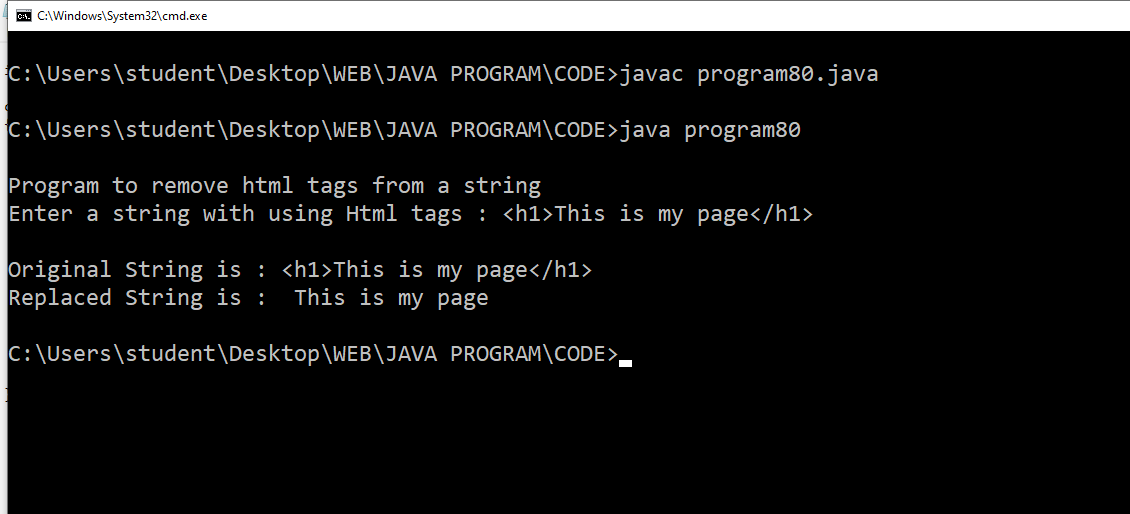 C:\Windows\System32\cmd.exe
C:\Users\student\Desktop\WEB\JAVA PROGRAM\CODE>javac program80.java
C:\Users\student\Desktop\WEB\JAVA PROGRAM\CODE>java program80
Program to remove html tags from a string
Enter a string with using Html tags : <h1>This is my page</h1>
Original String is : <h1>This is my page</h1>
Replaced String is :  This is my page
C:\Users\student\Desktop\WEB\JAVA PROGRAM\CODE>